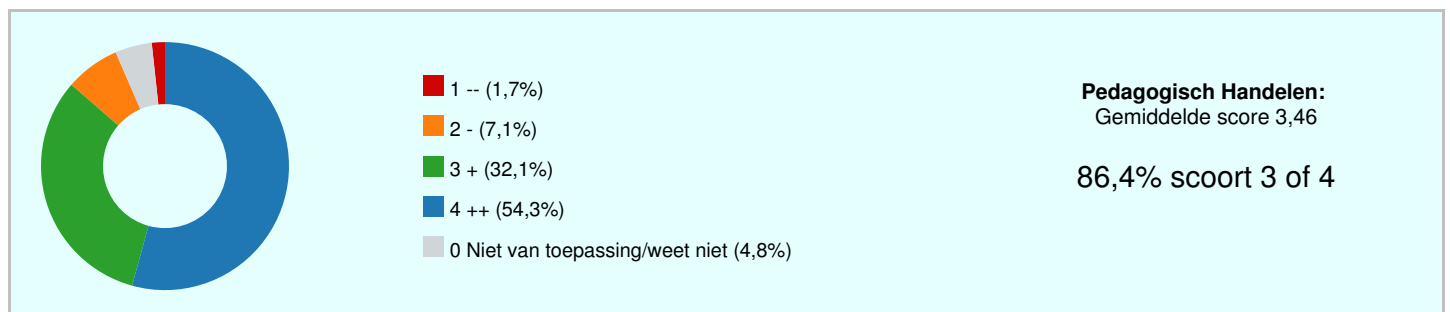 1 -- (1,7%)
2 - (7,1%)
3 + (32,1%)
4 ++ (54,3%)
0 Niet van toepassing/weet niet (4,8%)
Pedagogisch Handelen:
Gemiddelde score 3,46
86,4% scoort 3 of 4